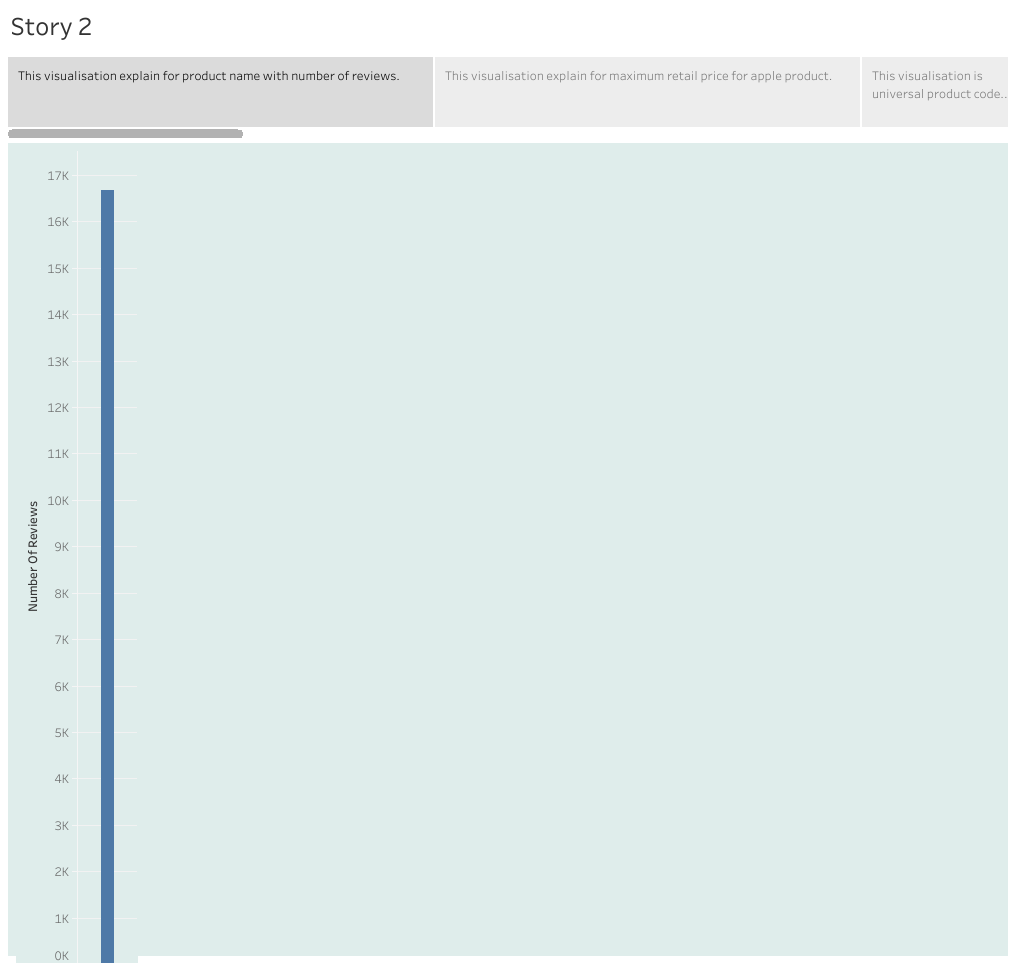 Story 2
This visualisation explain for product name with number of reviews.
This visualisation explain for maximum retail price for apple product.
This visualisation is
universal product code..
17K
16K
15K
14K
13K
12K
11K
10K
9K
8K
7K
6K
5K
4K
3K
2K
1K
0K
Number Of Reviews